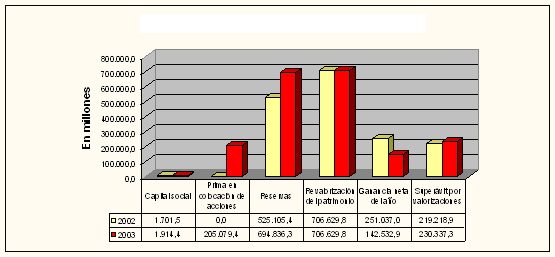 800.000,0
700.000,0
600.000,0
500.000,0
400.000,0
300.000,0
200.000,0
100.000,0
0,0
En millones
Capital social
Prima en colocación de acciones
Reservas
Revalorización del patrimonio
Ganancia neta del año
Superávit por valorizaciones
2002 1.701,5 0,0 525.105,4 706.629,8 251.037,0 219.218,9
2003 1.914,4 205.079,4 694.836,3 706.629,8 142.532,9 230.337,3